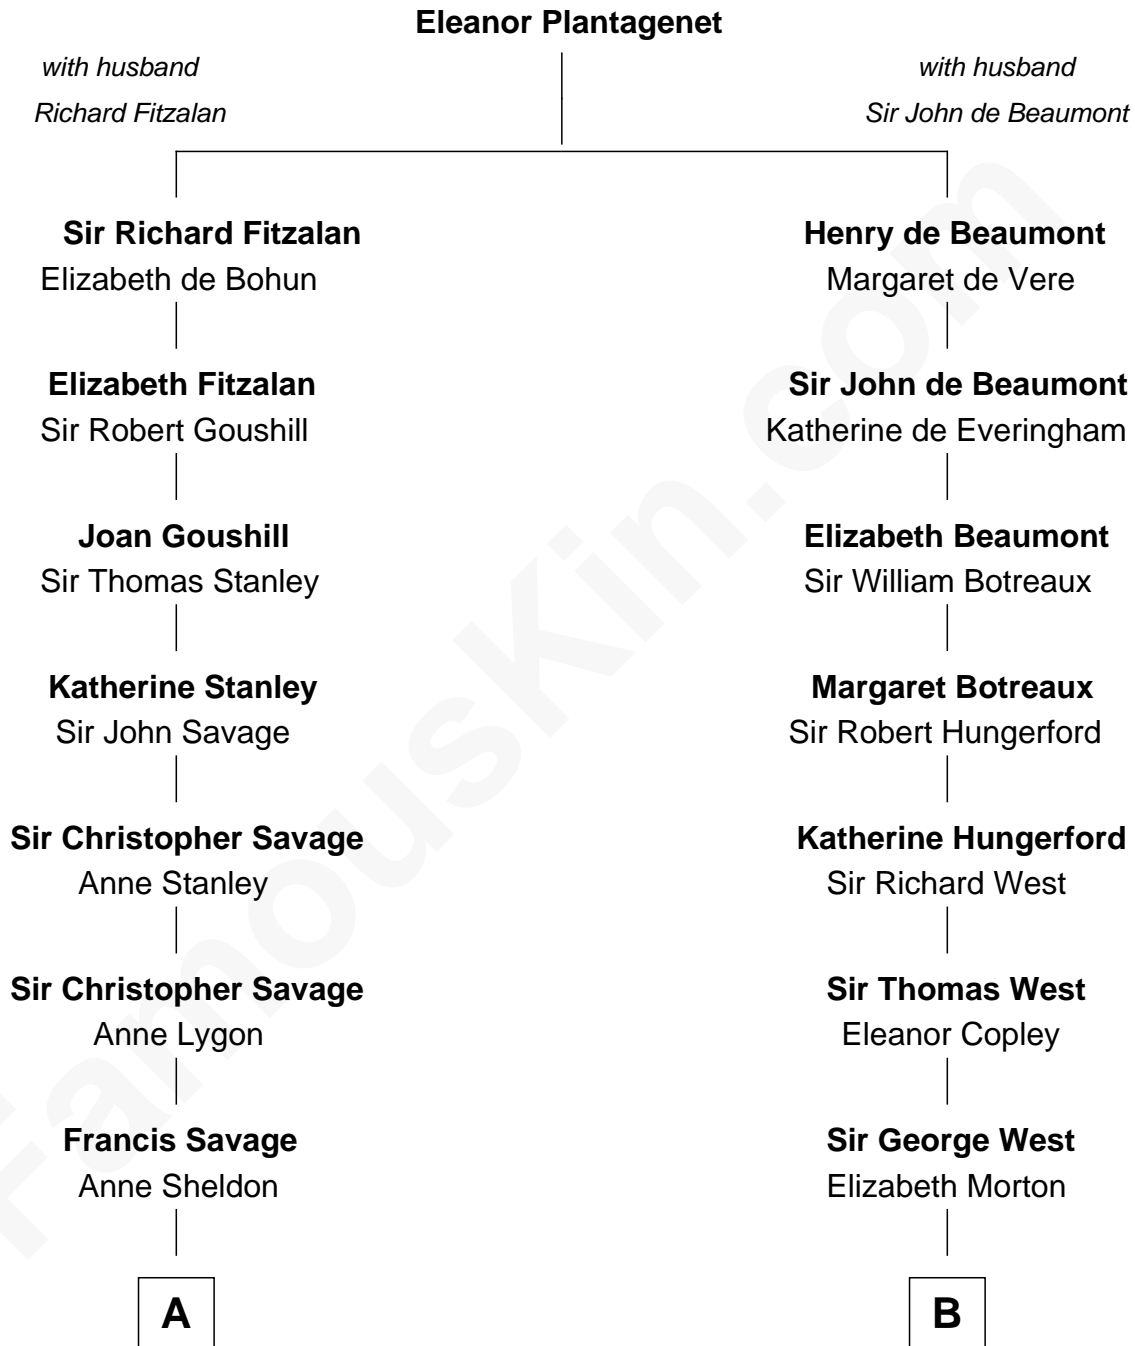 Eleanor Plantagenet
with husband
Richard Fitzalan
with husband
Sir John de Beaumont
Sir Richard Fitzalan
Elizabeth de Bohun
Elizabeth Fitzalan
Sir Robert Goushill
Joan Goushill
Sir Thomas Stanley
Katherine Stanley
Sir John Savage
Sir Christopher Savage
Anne Stanley
Sir Christopher Savage
Anne Lygon
Francis Savage
Anne Sheldon
A
Henry de Beaumont
Margaret de Vere
Sir John de Beaumont
Katherine de Everingham
Elizabeth Beaumont
Sir William Botreaux
Margaret Botreaux
Sir Robert Hungerford
Katherine Hungerford
Sir Richard West
Sir Thomas West
Eleanor Copley
Sir George West
Elizabeth Morton
B
FamousKin.com